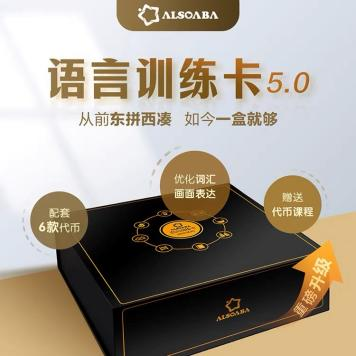 ALSOABA
语言训练卡5.0
从前东拼西凑 如今一盒就够
优化词汇
画面表达
配套
6款代币
赠送
代币课程
重磅升级
ALSOABA